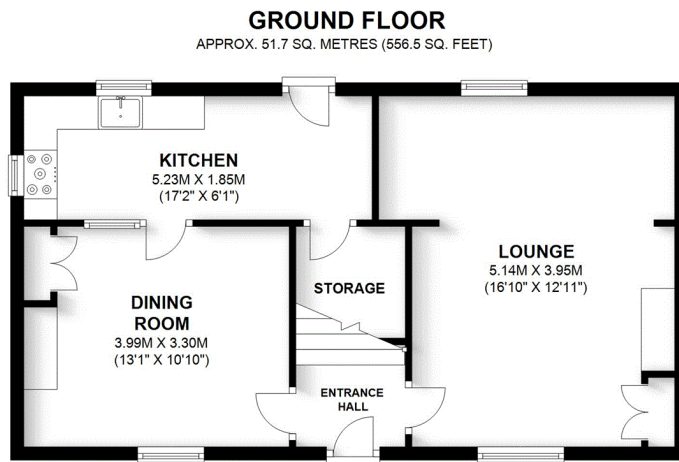 GROUND FLOOR
APPROX. 51.7 SQ. METRES (556.5 SQ. FEET)
KITCHEN
5.23M X 1.85M
(17'2" X 6'1")
LOUNGE
5.14M X 3.95M
(16'10" X 12'11")
STORAGE
DINING
ROOM
3.99M X 3.30M
(13'1" X 10'10")
ENTRANCE
HALL